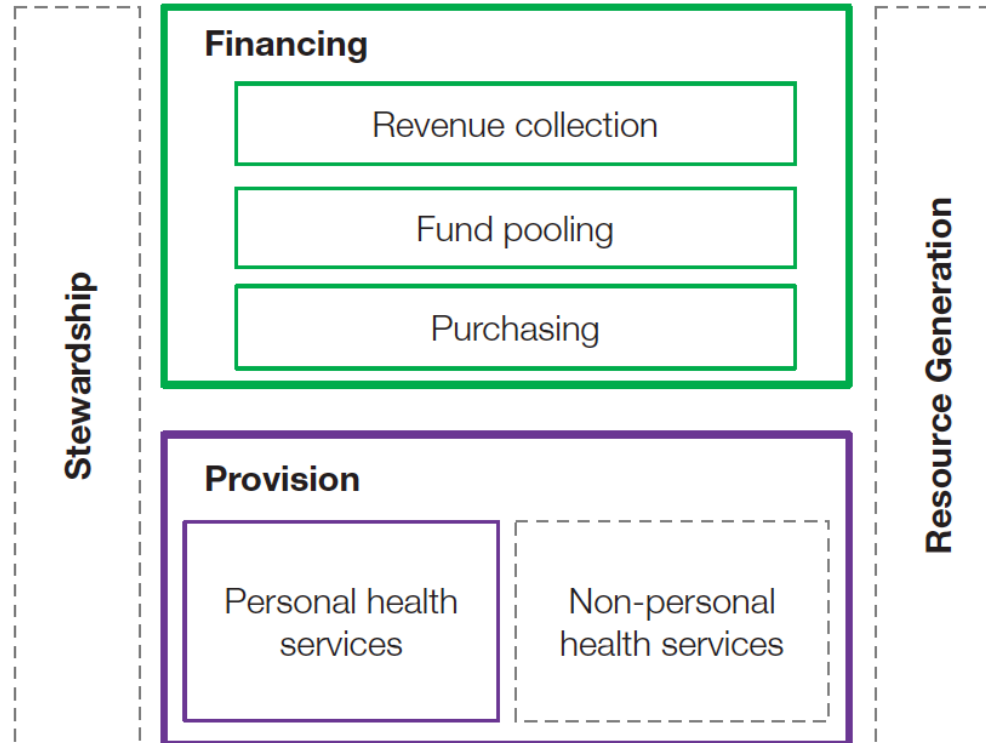 Stewardship
Financing
Revenue collection
Fund pooling
Purchasing
Provision
Personal health
services
Non-personal
health services
Resource Generation